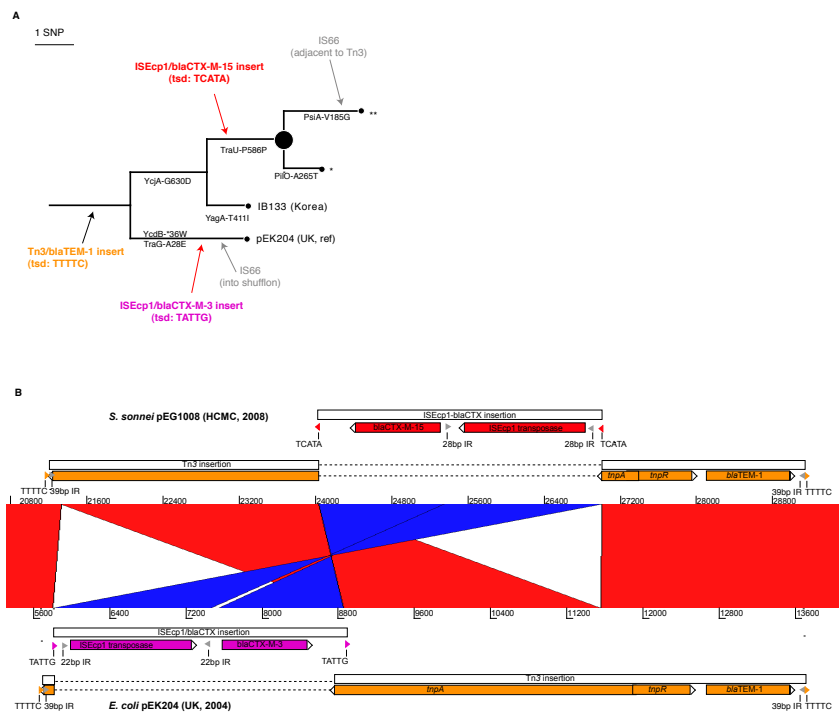 A
1 SNP
IS66
(adjacent to Tn3)
ISEcp1/blaCTX-M-15 insert
(tsd: TCATA)
PsiA-V185G
**
TraU-P586P
PilO-A265T
*
YcjA-G630D
IB133 (Korea)
YagA-T411I
YcdB-*36W
TraG-A28E
pEK204 (UK, ref)
Tn3/blaTEM-1 insert
(tsd: TTTTC)
IS66
(into shufflon)
ISEcp1/blaCTX-M-3 insert
(tsd: TATTG)
B
S. sonnei pEG1008 (HCMC, 2008)
ISEcp1-blaCTX insertion
blaCTX-M-15 ISEcp1 transposase
TCATA 28bp IR 28bp IR TCATA
Tn3 insertion
tnpA tnpR blaTEM-1
TTTTC 39bp IR 39bp IR TTTTC
20800 21600 22400 23200 24000 24800 25600 26400 27200 28000 28800
5600 6400 7200 8000 8800 9600 10400 11200 12000 12800 13600
ISEcp1/blaCTX insertion
ISEcp1 transposase blaCTX-M-3
TATTG 22bp IR 22bp IR TATTG
Tn3 insertion
tnpA tnpR blaTEM-1
TTTTC 39bp IR 39bp IR TTTTC
E. coli pEK204 (UK, 2004)